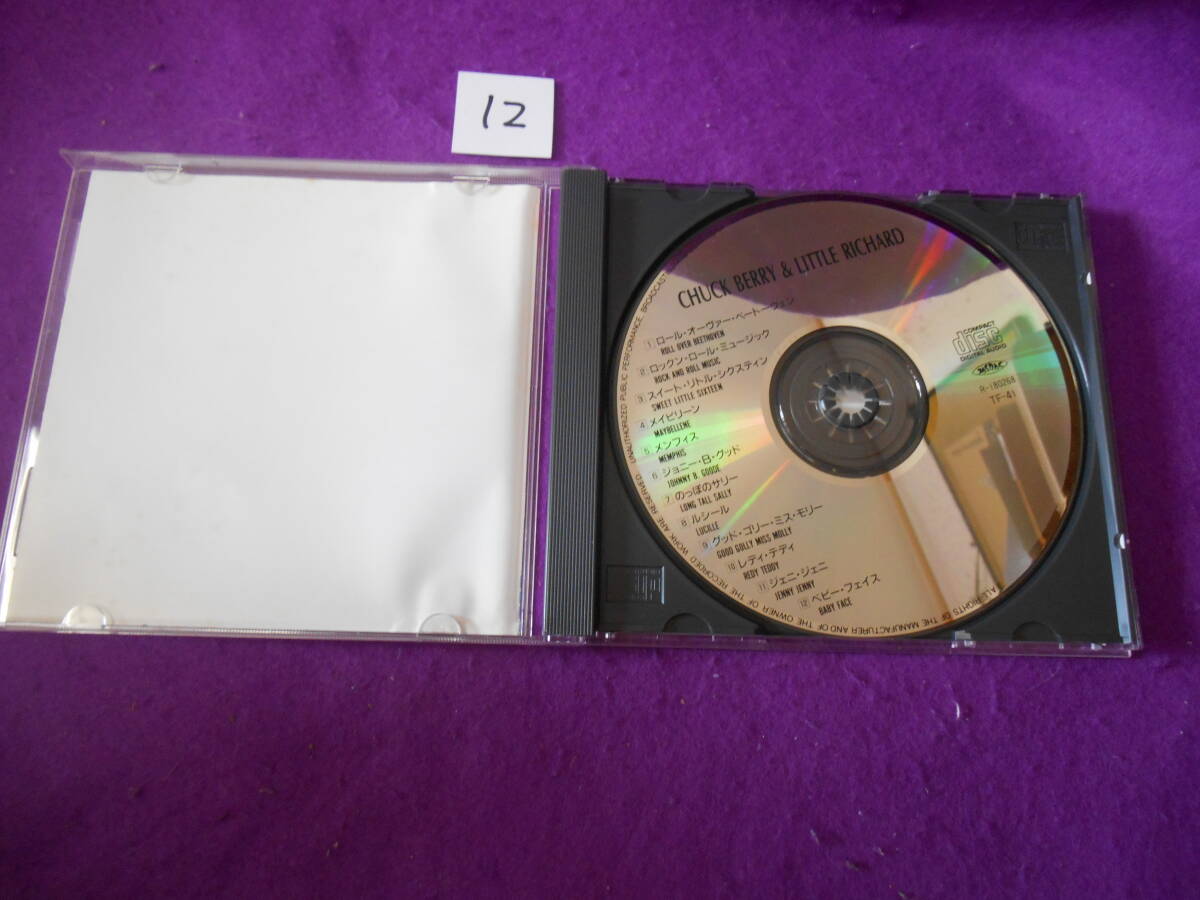 12
CHUCK BERRY & LITTLE RICHARD
1 ロール・オーヴァー・ベートーヴェン
ROLL OVER BEETHOVEN
2 ロックン・ロール・ミュージック
ROCK AND ROLL MUSIC
3 スイート・リトル・シクスティン
SWEET LITTLE SIXTEEN
4 メイビリーン
MAYBELLENE
5 メンフィス
MEMPHIS
6 ジョニー・B・グッド
JOHNNY B. GOODE
7 のっぽのサリー
LONG TALL SALLY
8 ルシール
LUCILLE
9 グッド・ゴリー・ミス・モリー
GOOD GOLLY MISS MOLLY
10 レディ・テディ
REDY TEDDY
11 ジェニ・ジェニ
JENNY JENNY
12 ベビー・フェイス
BABY FACE
COMPACT
disc
DIGITAL AUDIO
R-180268
TF-41
ALL RIGHTS OF THE MANUFACTURER AND OF THE OWNER OF THE RECORDED WORK ARE RESERVED. UNAUTHORIZED PUBLIC PERFORMANCE, BROADCAST